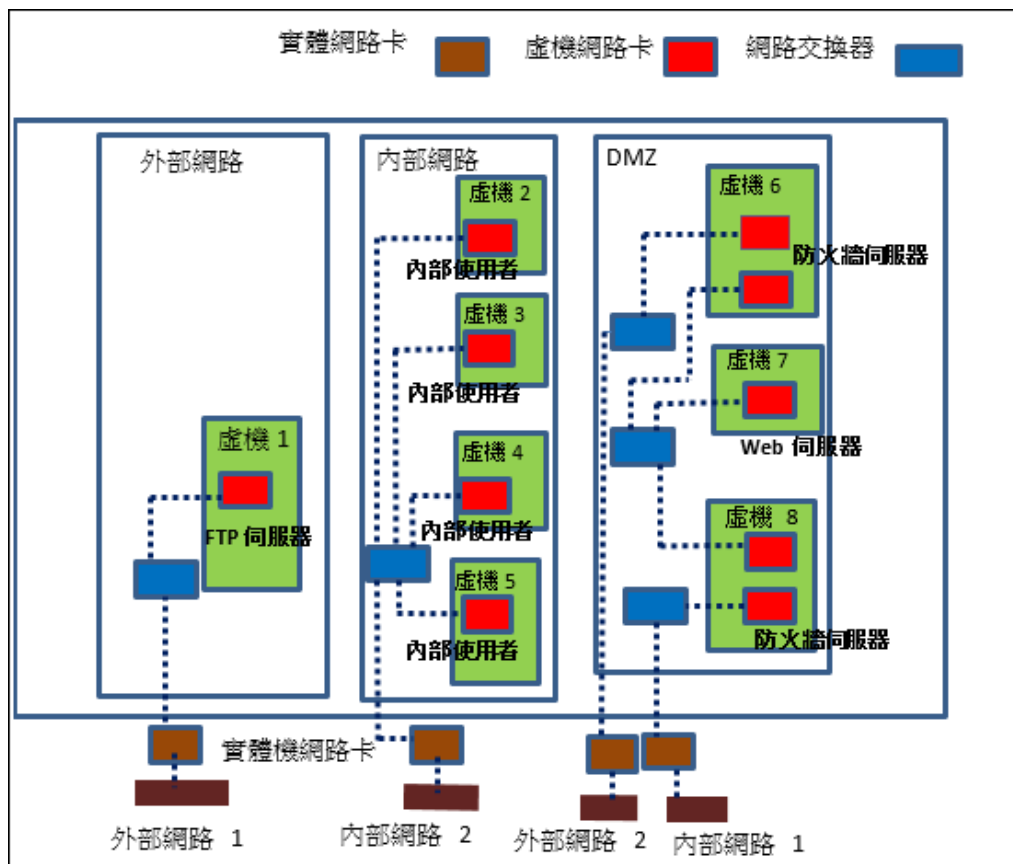 實體網路卡
虛機網路卡
網路交換器
外部網路
虛機 1
FTP 伺服器
內部網路
虛機 2
內部使用者
虛機 3
內部使用者
虛機 4
內部使用者
虛機 5
內部使用者
DMZ
虛機 6
防火牆伺服器
虛機 7
Web 伺服器
虛機 8
防火牆伺服器
實體機網路卡
外部網路 1
內部網路 2
外部網路 2
內部網路 1